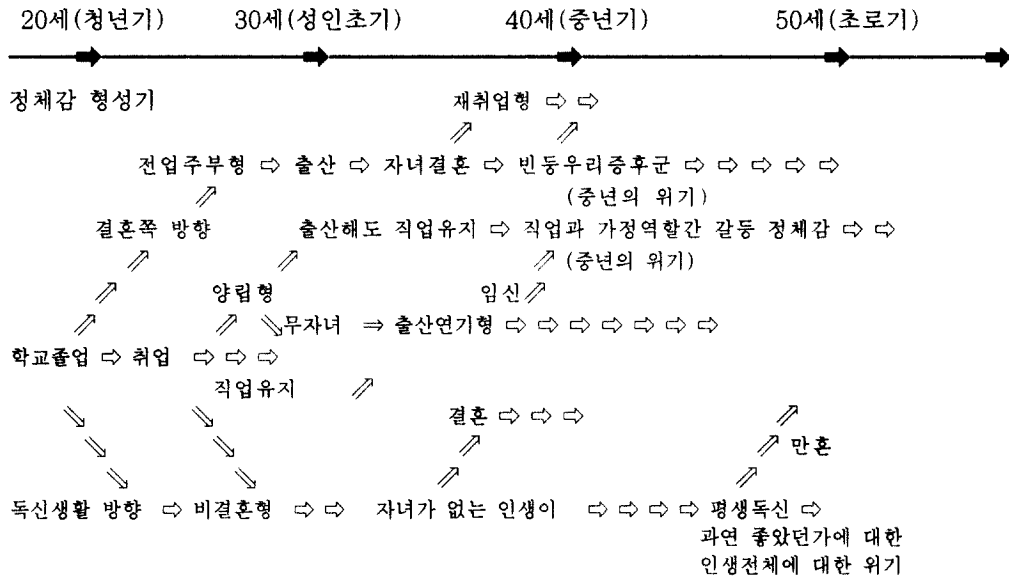 20세(청년기) 30세(성인초기) 40세(중년기) 50세(초로기)
정체감 형성기 재취업형 ⇨ ⇨
전업주부형 ⇨ 출산 ⇨ 자녀결혼 ⇨ 빈둥우리증후군 ⇨ ⇨ ⇨ ⇨ ⇨
(중년의 위기)
결혼쪽 방향 출산해도 직업유지 ⇨ 직업과 가정역할간 갈등 정체감 ⇨ ⇨
(중년의 위기)
양립형 임신
무자녀 ⇒ 출산연기형 ⇨ ⇨ ⇨ ⇨ ⇨ ⇨ ⇨
학교졸업 ⇨ 취업 ⇨ ⇨ ⇨
직업유지
결혼 ⇨ ⇨ ⇨
만혼
독신생활 방향 ⇨ 비결혼형 ⇨ ⇨ 자녀가 없는 인생이 ⇨ ⇨ ⇨ ⇨ 평생독신 ⇨
과연 좋았던가에 대한
인생전체에 대한 위기